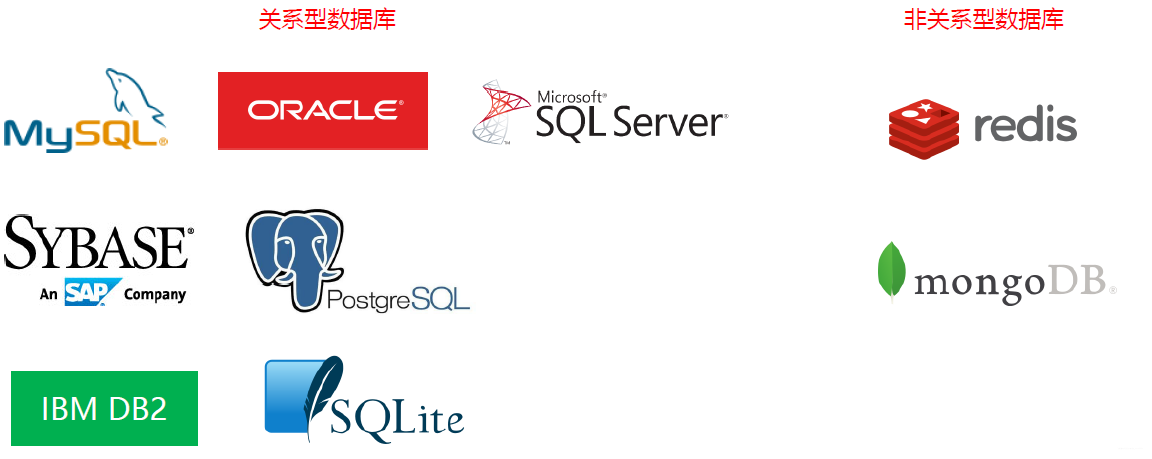 关系型数据库
非关系型数据库
MySQL®
ORACLE®
Microsoft®
SQL Server®
redis
SYBASE®
An SAP Company
PostgreSQL
mongoDB®
IBM DB2
SQLite